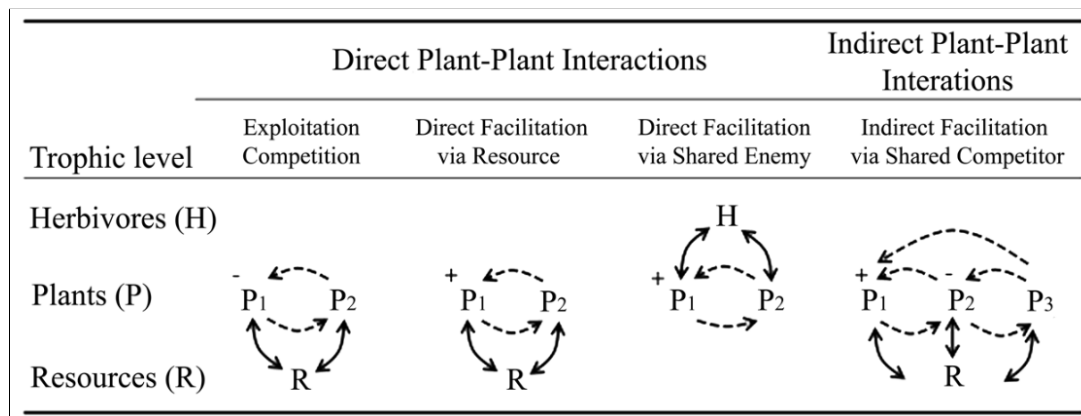 Direct Plant-Plant Interactions
Indirect Plant-Plant
Interations
Trophic level
Exploitation
Competition
Direct Facilitation
via Resource
Direct Facilitation
via Shared Enemy
Indirect Facilitation
via Shared Competitor
Herbivores (H)
H
Plants (P)
- P1 P2
+ P1 P2
+ P1 P2
+ P1 - P2 P3
Resources (R)
R
R
R